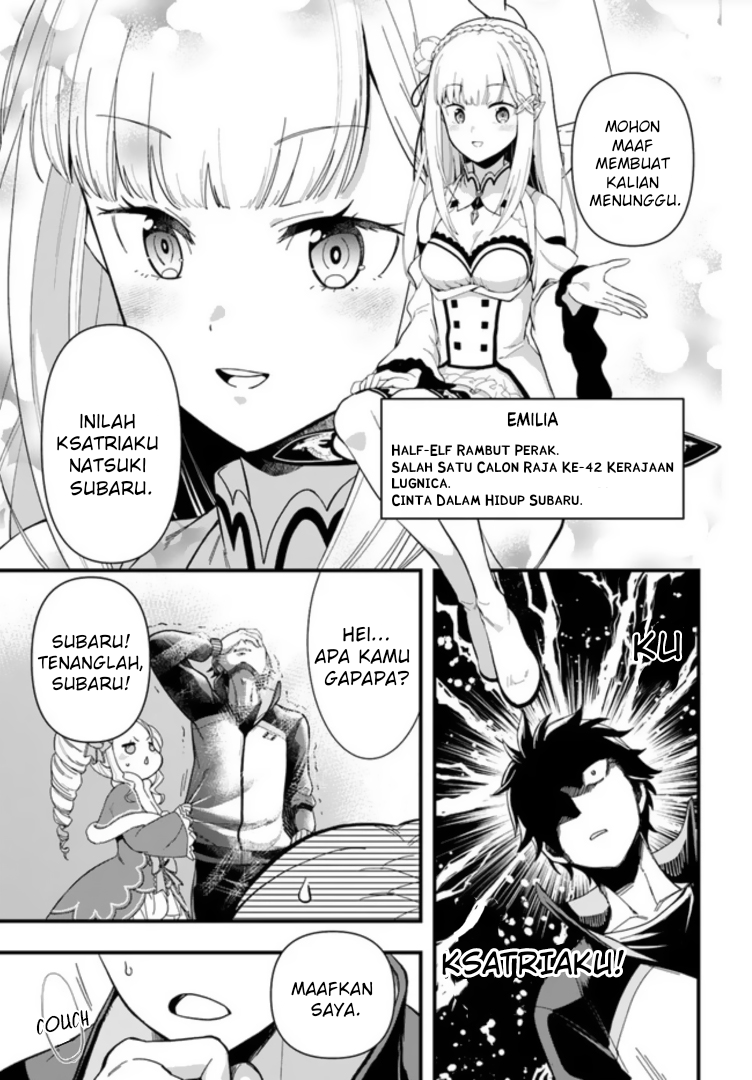 MOHON
MAAF
MEMBUAT
KALIAN
MENUNGGU.
INILAH
KSATRIAKU
NATSUKI
SUBARU.
EMILIA
HALF-ELF RAMBUT PERAK.
SALAH SATU CALON RAJA KE-42 KERAJAAN
LUGNICA.
CINTA DALAM HIDUP SUBARU.
KU
KSATRIAKU!
HEI...
APA KAMU
GAPAPA?
SUBARU!
TENANGLAH,
SUBARU!
MAAFKAN
SAYA.
COUCH